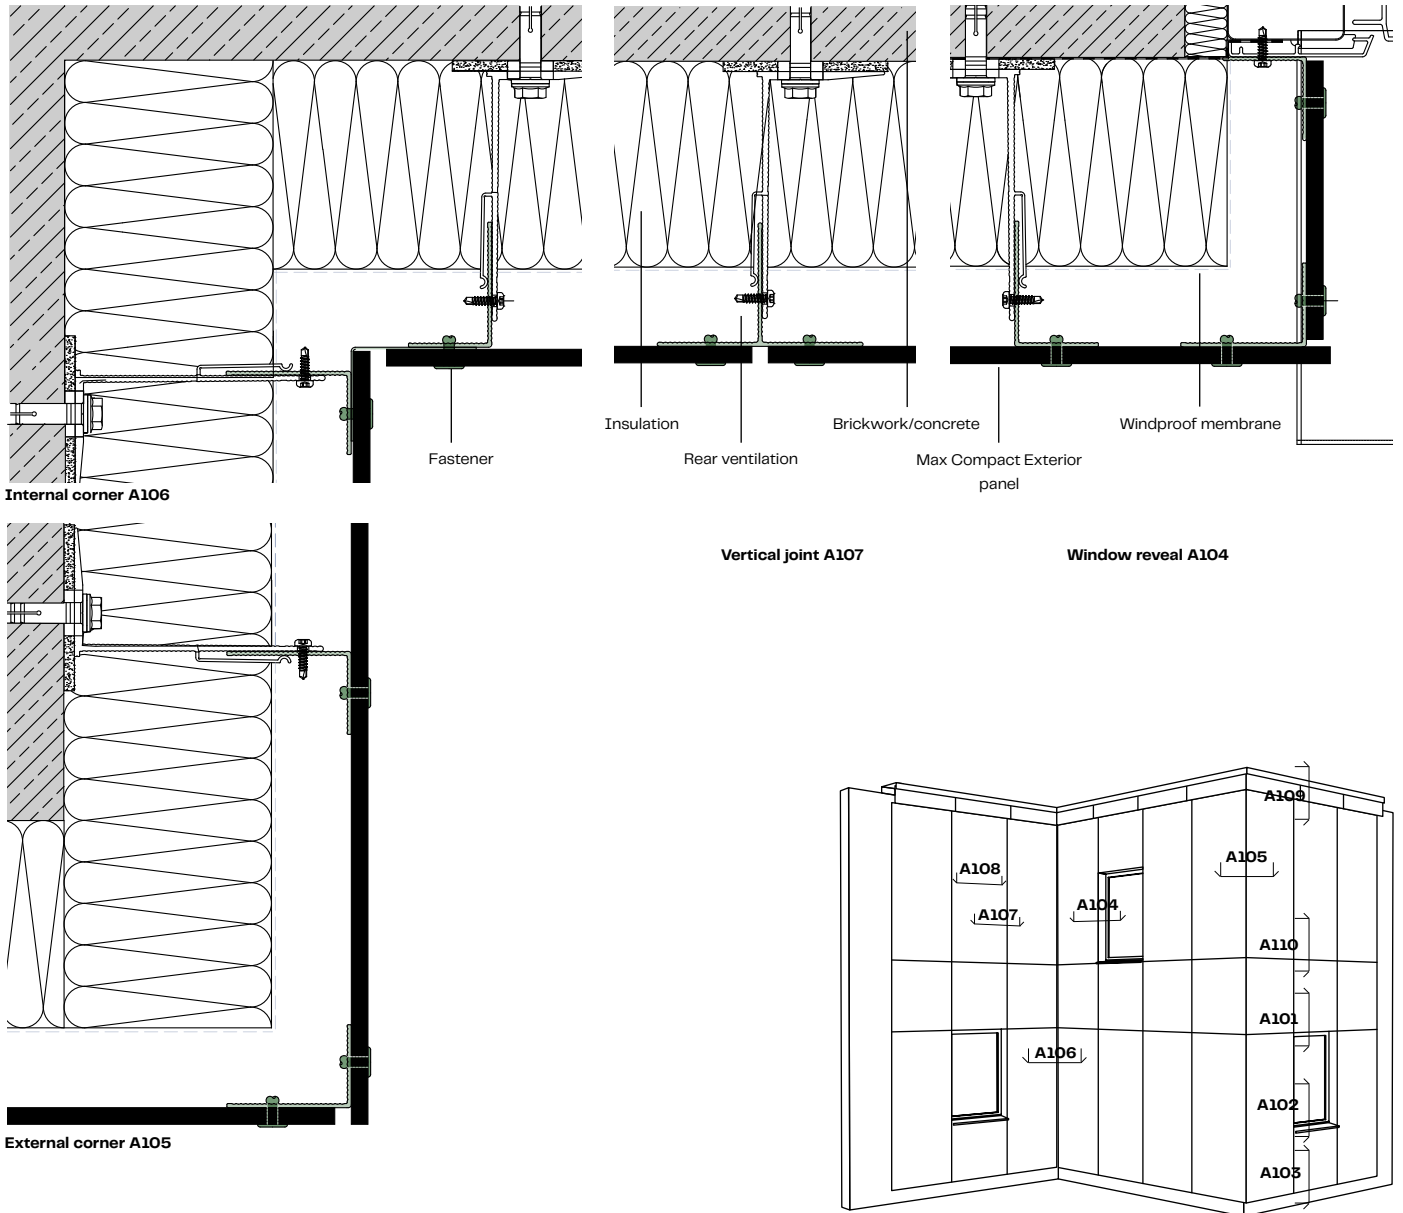 Insulation
Brickwork/concrete
Windproof membrane
Fastener
Rear ventilation
Max Compact Exterior
panel
Internal corner A106
Vertical joint A107
Window reveal A104
A109
A108
A105
A107
A104
A110
A101
A106
A102
A103
External corner A105